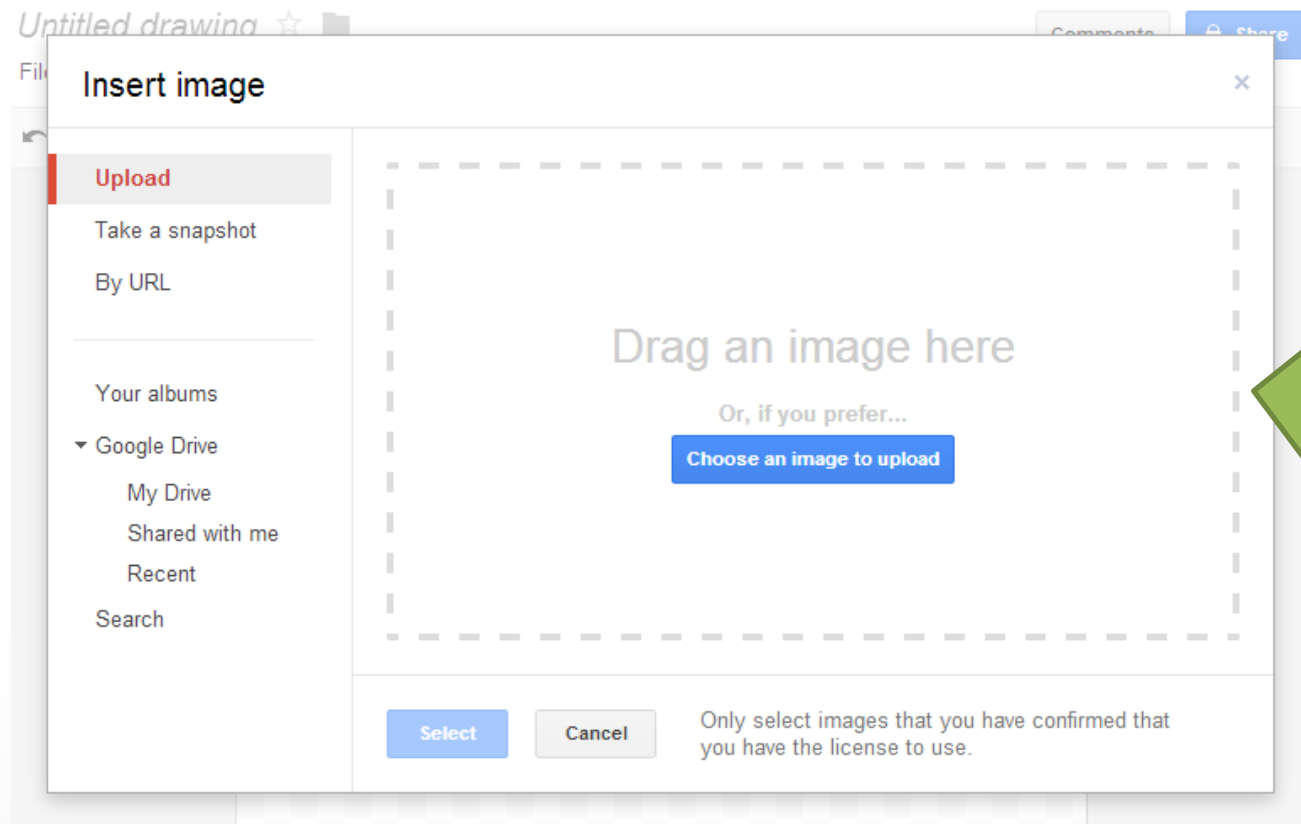 Untitled drawing
Comments
Share
File
Insert image
×
Upload
Take a snapshot
By URL
Your albums
Google Drive
My Drive
Shared with me
Recent
Search
Drag an image here
Or, if you prefer...
Choose an image to upload
Select
Cancel
Only select images that you have confirmed that
you have the license to use.